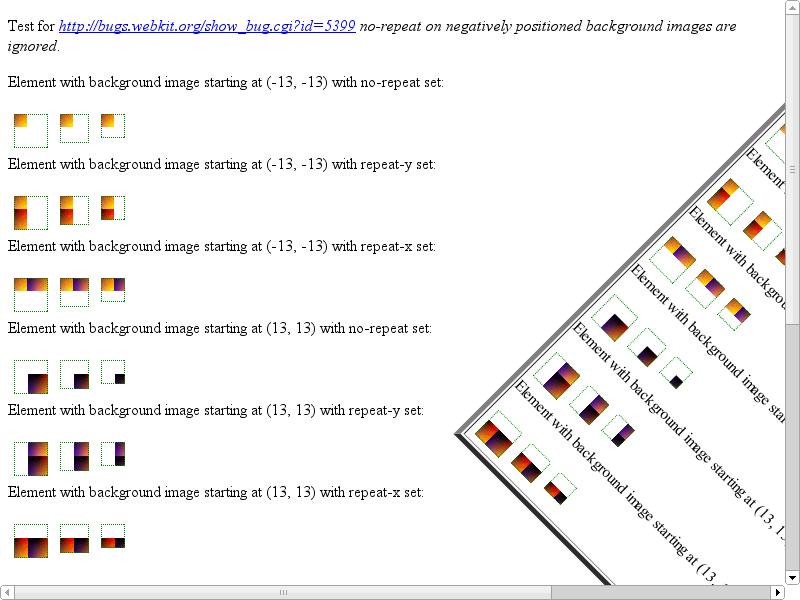 Test for http://bugs.webkit.org/show_bug.cgi?id=5399 no-repeat on negatively positioned background images are
ignored.
Element with background image starting at (-13, -13) with no-repeat set:
Element with background image starting at (-13, -13) with repeat-y set:
Element with background image starting at (-13, -13) with repeat-x set:
Element with background image starting at (13, 13) with no-repeat set:
Element with background image starting at (13, 13) with repeat-y set:
Element with background image starting at (13, 13) with repeat-x set:
Element
Element with background
Element with background image sta
Element with background image starting at (13, 1
Element with background image starting at (13,